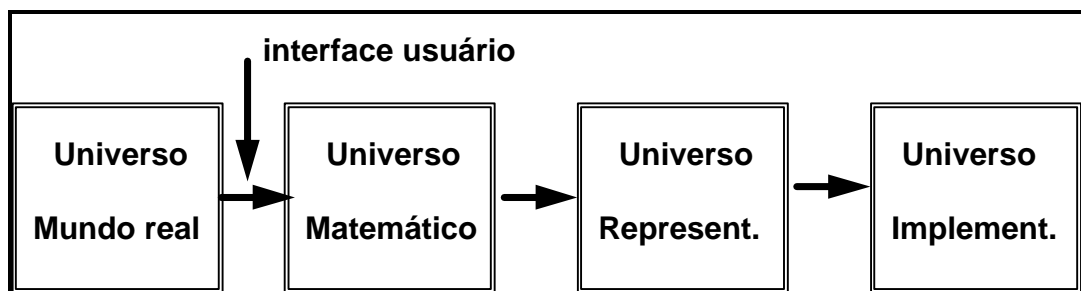 interface usuário
Universo
Mundo real
Universo
Matemático
Universo
Represent.
Universo
Implement.